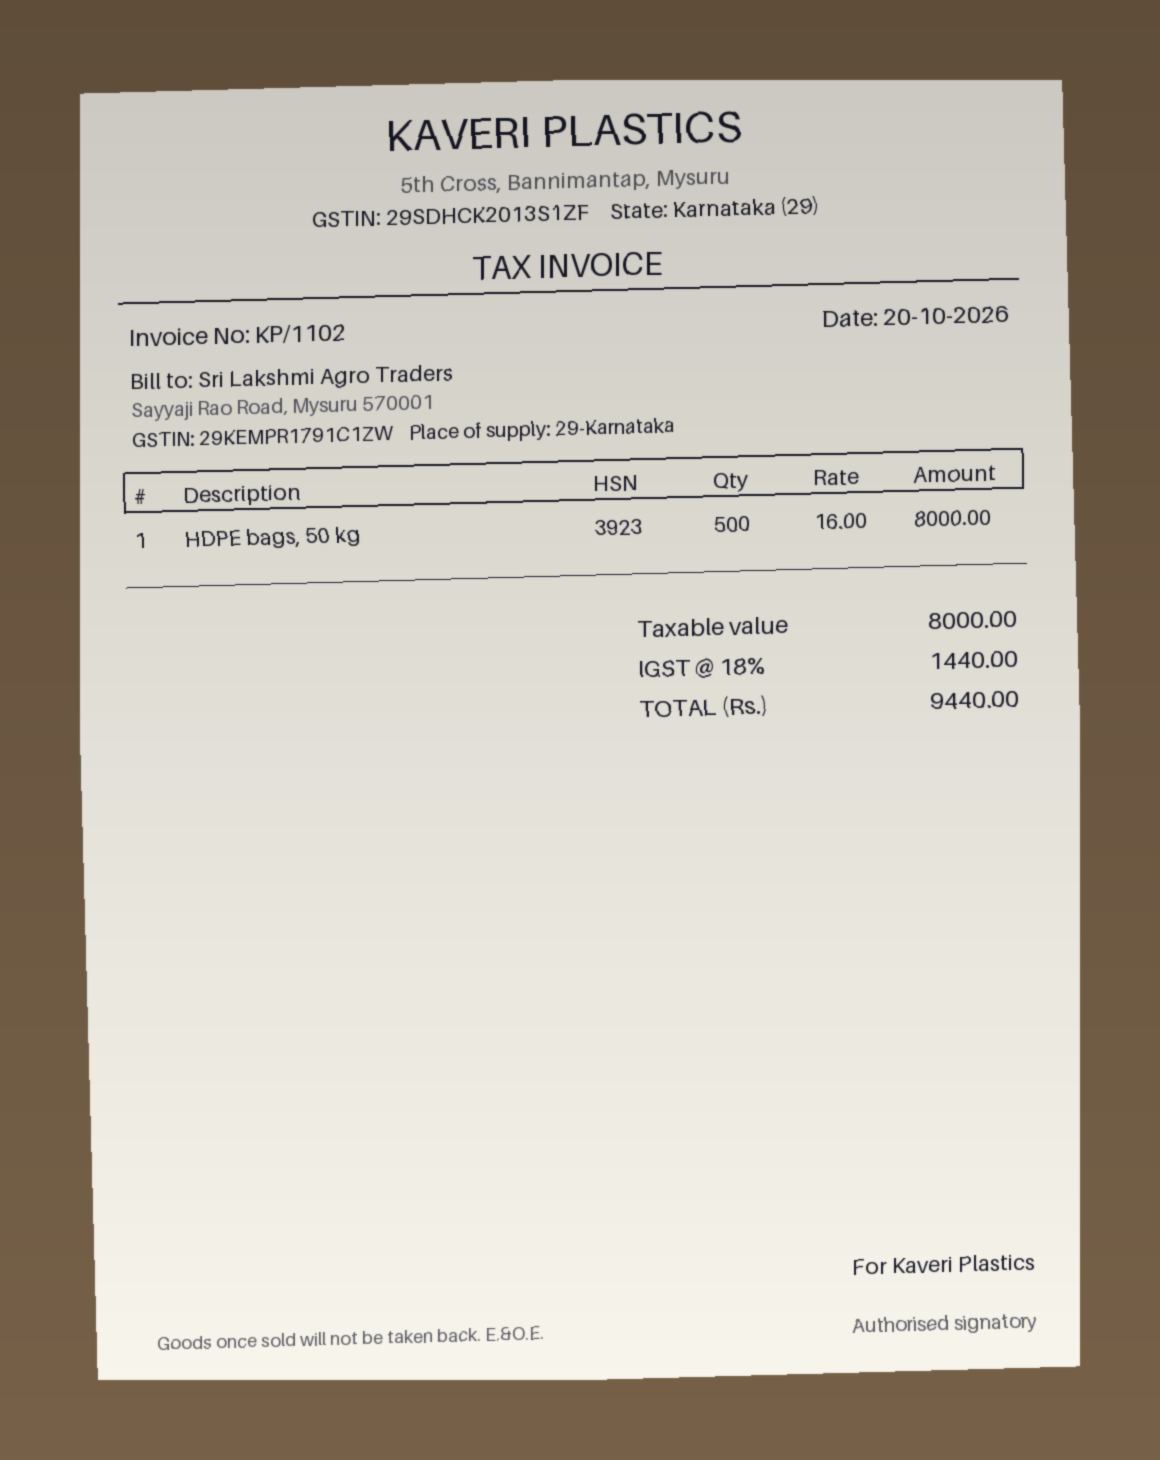 KAVERI PLASTICS
5th Cross, Bannimantap, Mysuru
GSTIN: 29SDHCK2013S1ZF State: Karnataka (29)
TAX INVOICE
Invoice No: KP/1102 Date: 20-10-2026
Bill to: Sri Lakshmi Agro Traders
Sayyaji Rao Road, Mysuru 570001
GSTIN: 29KEMPR1791C1ZW Place of supply: 29-Karnataka
# Description HSN Qty Rate Amount
1 HDPE bags, 50 kg 3923 500 16.00 8000.00
Taxable value 8000.00
IGST @ 18% 1440.00
TOTAL (Rs.) 9440.00
For Kaveri Plastics
Goods once sold will not be taken back. E.&O.E. Authorised signatory